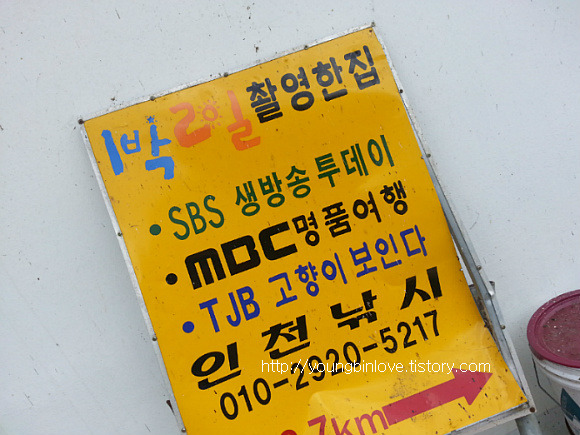 1박2일촬영한집
• SBS 생방송투데이
• MBC명품여행
• TJB 고향이보인다
인천낚시
010-2920-5217
http://youngbinlove.tistory.com
7km